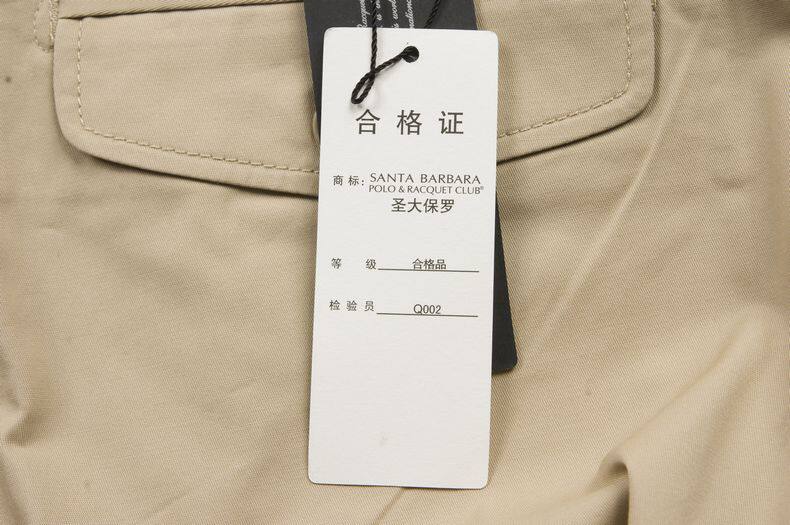 合格证
商标: SANTA BARBARA
POLO & RACQUET CLUB®
圣大保罗
等级 合格品
检验员 Q002